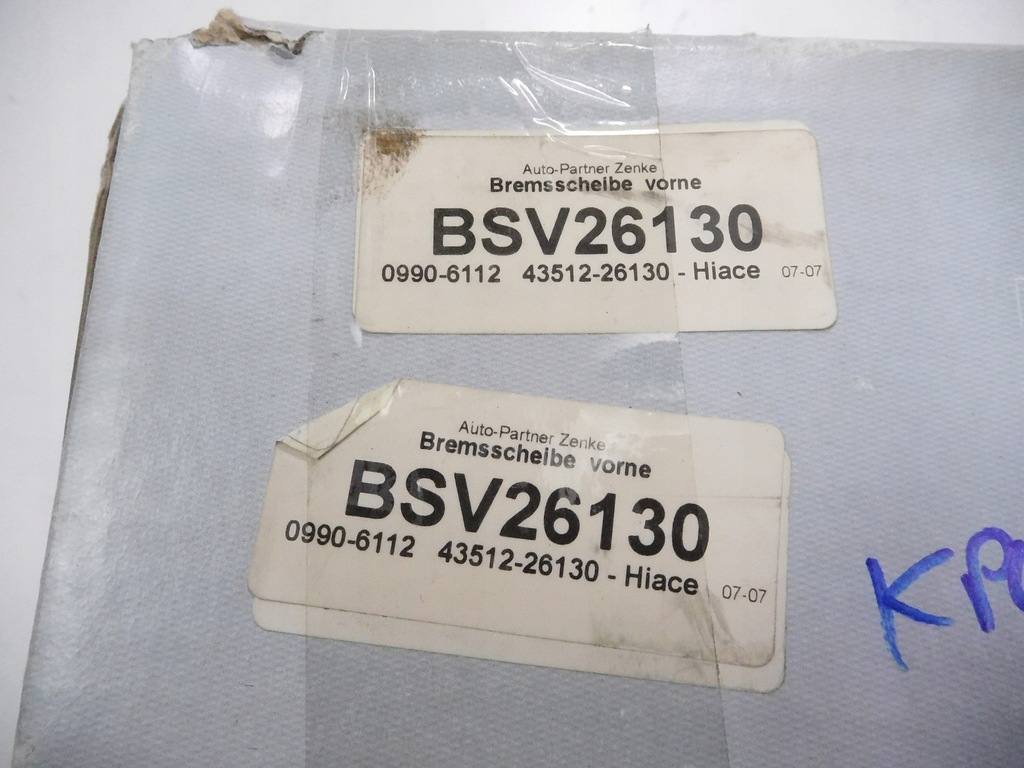 Auto-Partner Zenke
Bremsscheibe vorne
BSV26130
0990-6112 43512-26130 - Hiace 07-07
Auto-Partner Zenke
Bremsscheibe vorne
BSV26130
0990-6112 43512-26130 - Hiace 07-07